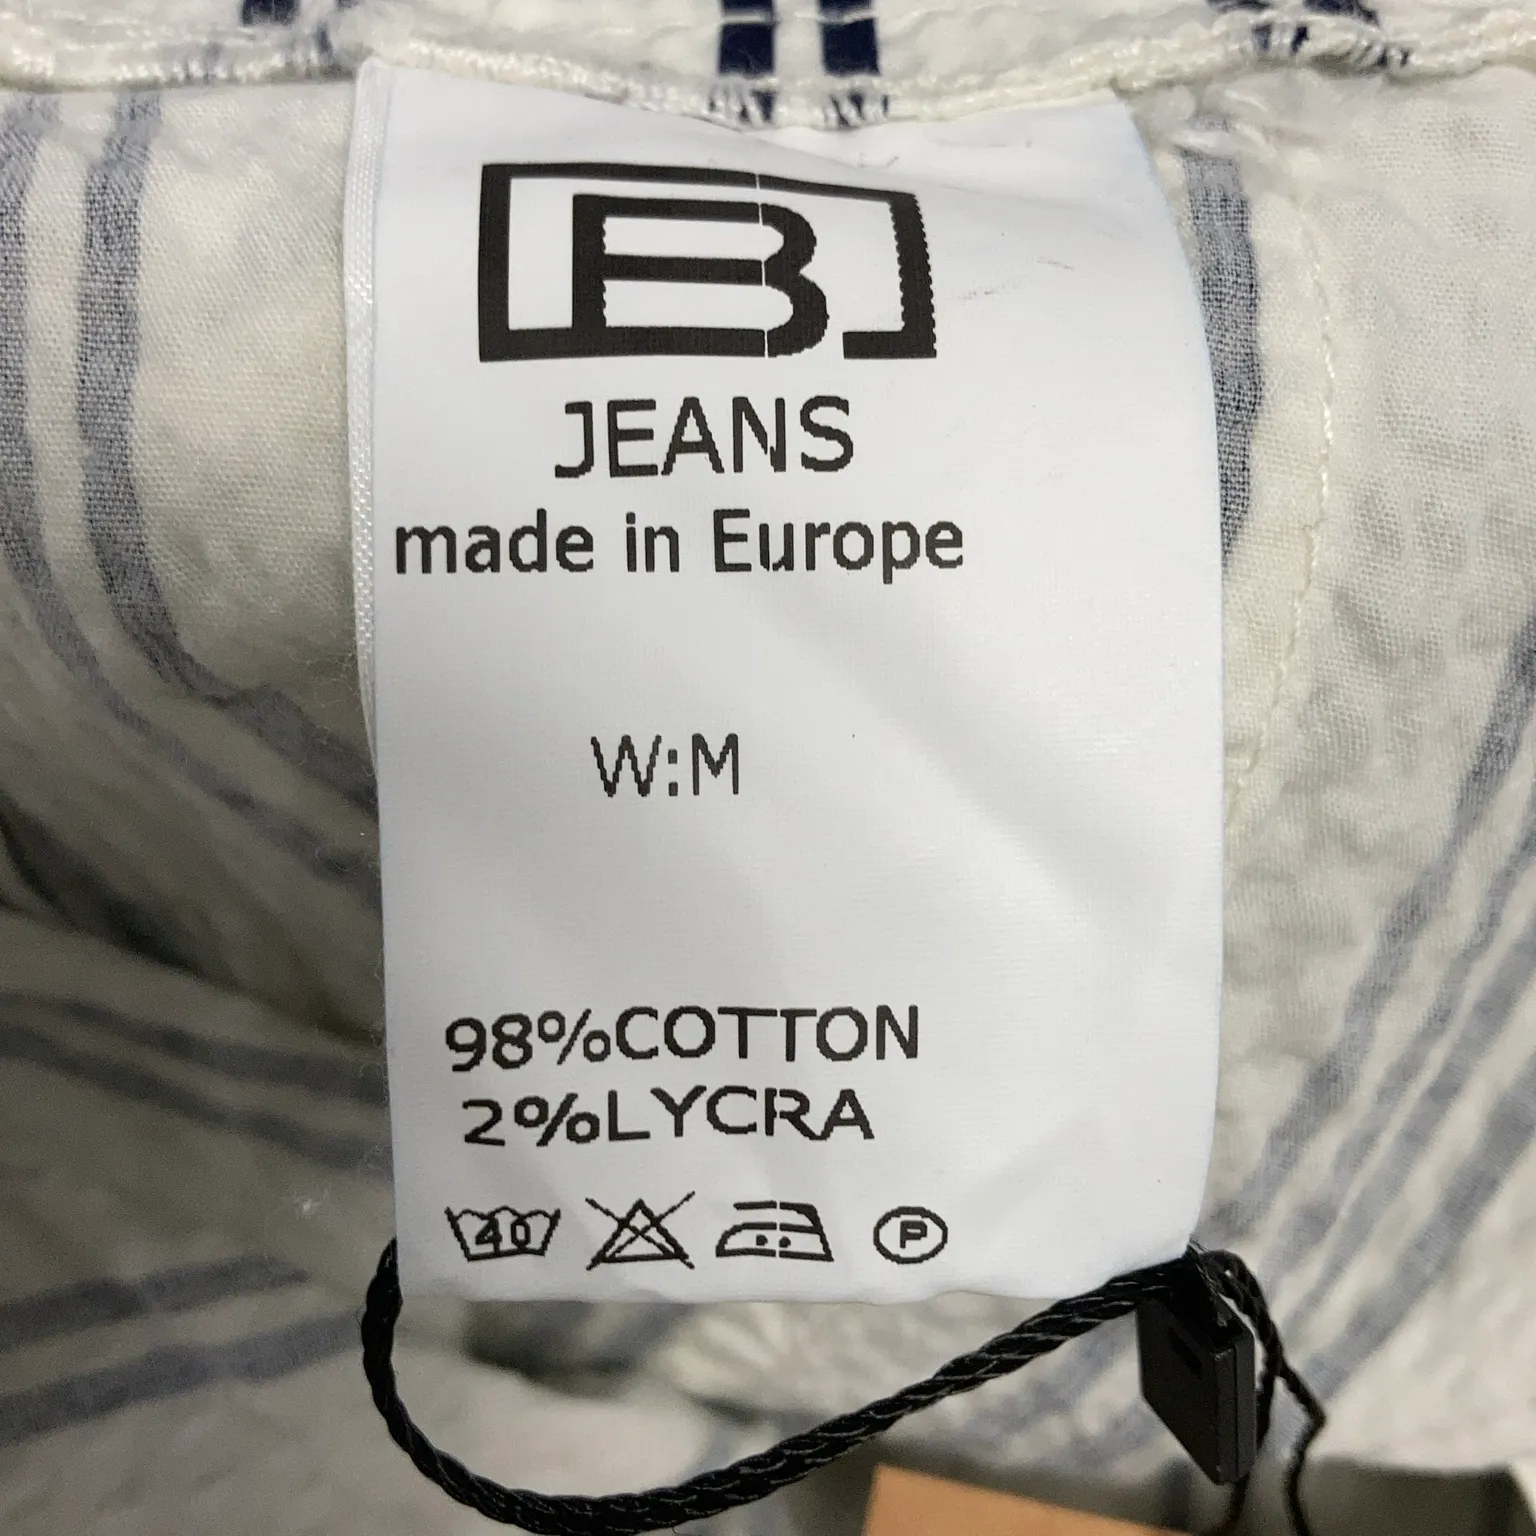 B
JEANS
made in Europe
W:M
98%COTTON
2%LYCRA
40 P